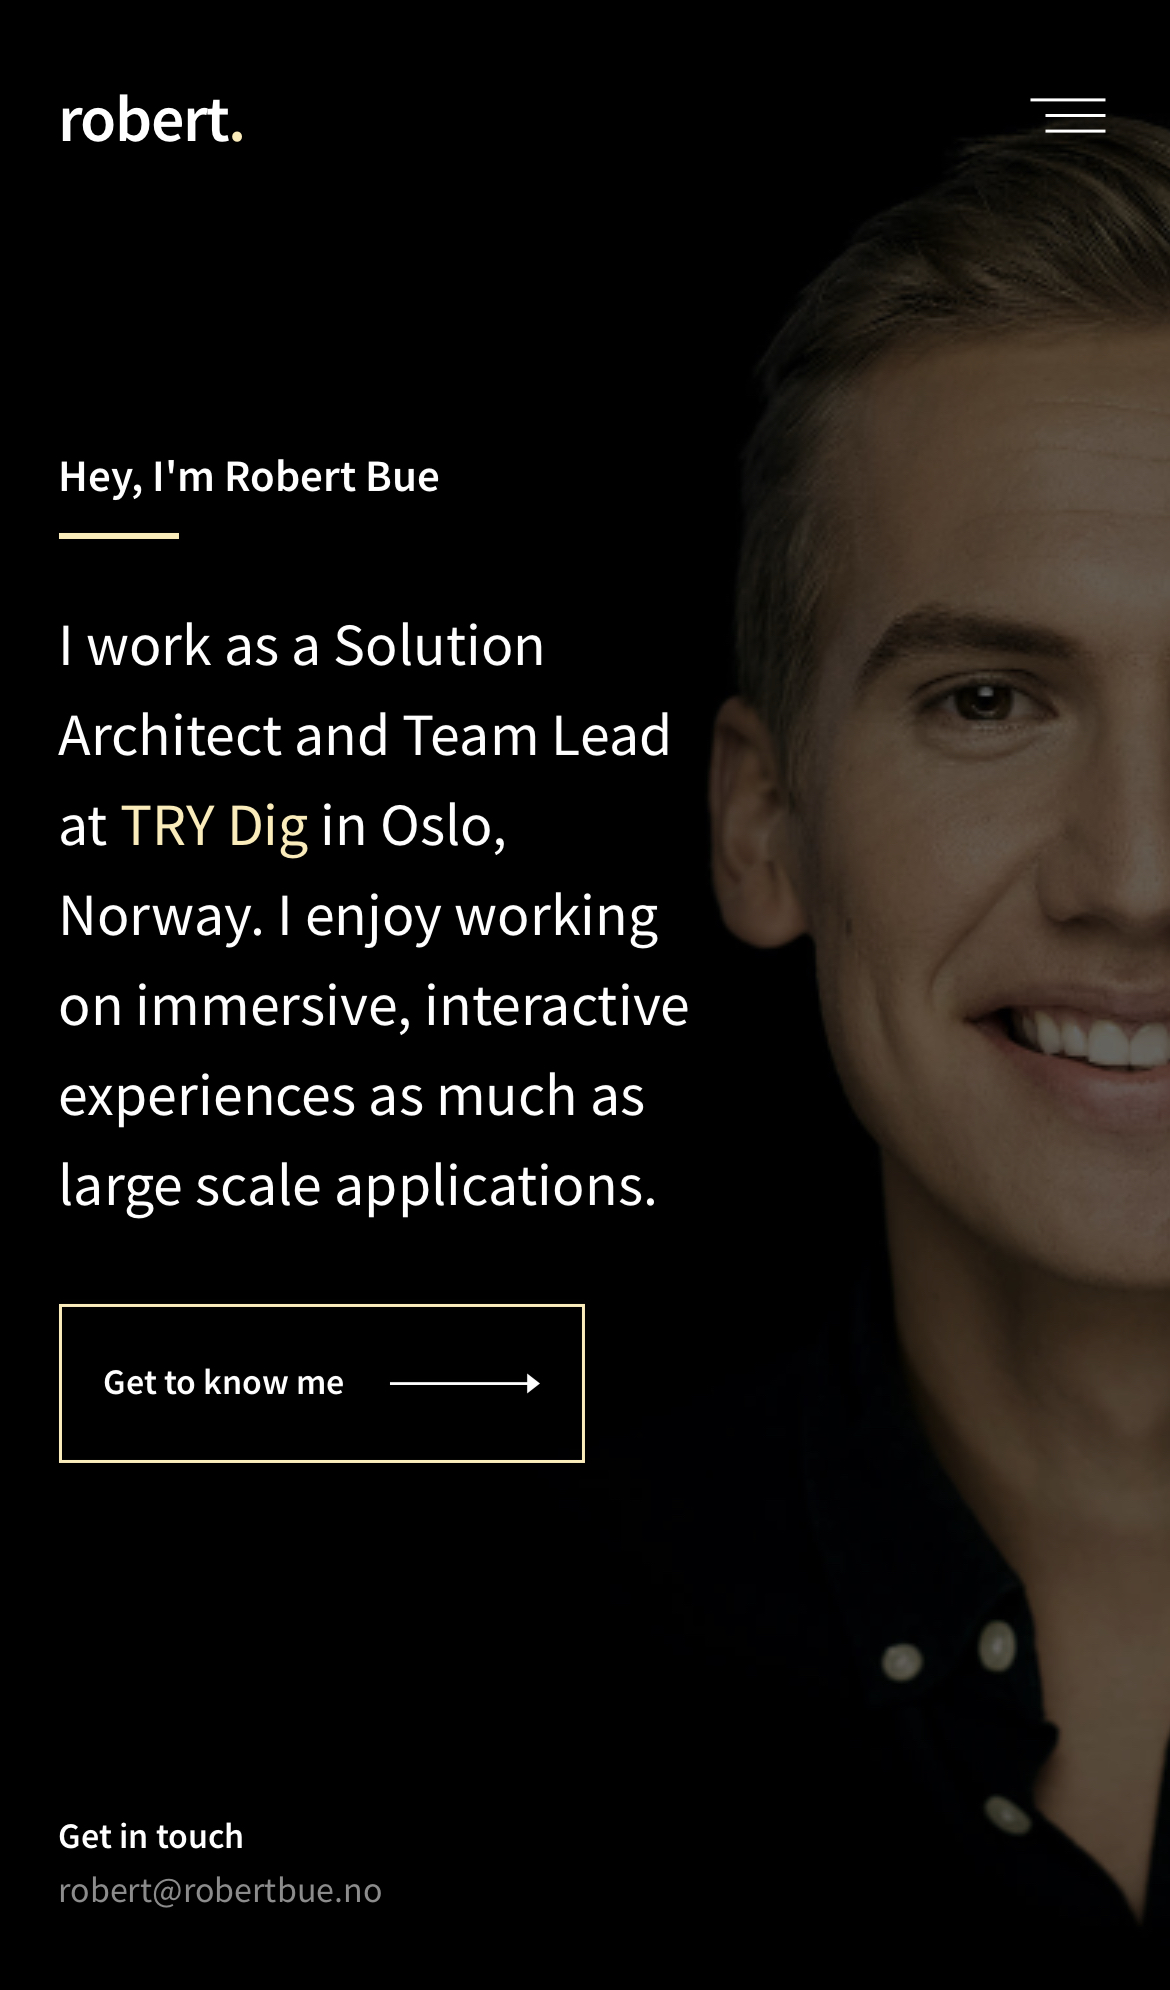 robert.
Hey, I'm Robert Bue
I work as a Solution
Architect and Team Lead
at TRY Dig in Oslo,
Norway. I enjoy working
on immersive, interactive
experiences as much as
large scale applications.
Get to know me
Get in touch
robert@robertbue.no